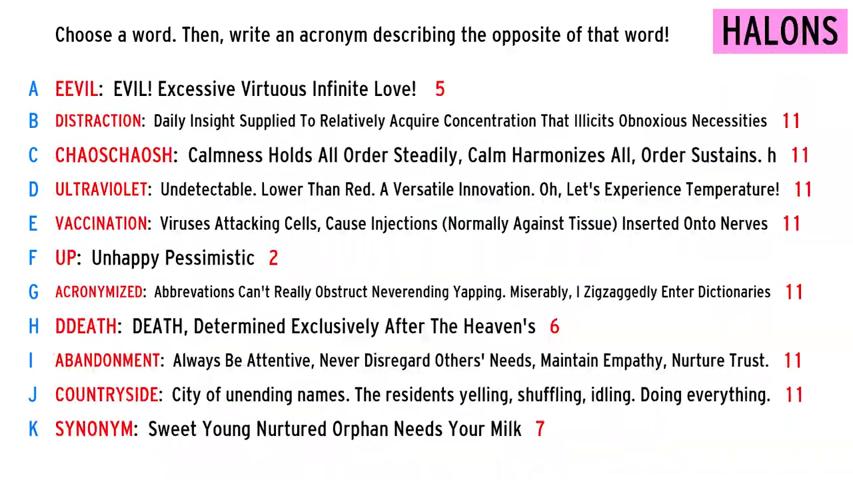 Choose a word. Then, write an acronym describing the opposite of that word!
HALONS
A EEVIL: EVIL! Excessive Virtuous Infinite Love! 5
B DISTRACTION: Daily Insight Supplied To Relatively Acquire Concentration That Illicits Obnoxious Necessities 11
C CHAOSCHAOSH: Calmness Holds All Order Steadily, Calm Harmonizes All, Order Sustains. h 11
D ULTRAVIOLET: Undetectable. Lower Than Red. A Versatile Innovation. Oh, Let's Experience Temperature! 11
E VACCINATION: Viruses Attacking Cells, Cause Injections (Normally Against Tissue) Inserted Onto Nerves 11
F UP: Unhappy Pessimistic 2
G ACRONYMIZED: Abbrevations Can't Really Obstruct Neverending Yapping. Miserably, I Zigzaggedly Enter Dictionaries 11
H DDEATH: DEATH, Determined Exclusively After The Heaven's 6
I ABANDONMENT: Always Be Attentive, Never Disregard Others' Needs, Maintain Empathy, Nurture Trust. 11
J COUNTRYSIDE: City of unending names. The residents yelling, shuffling, idling. Doing everything. 11
K SYNONYM: Sweet Young Nurtured Orphan Needs Your Milk 7